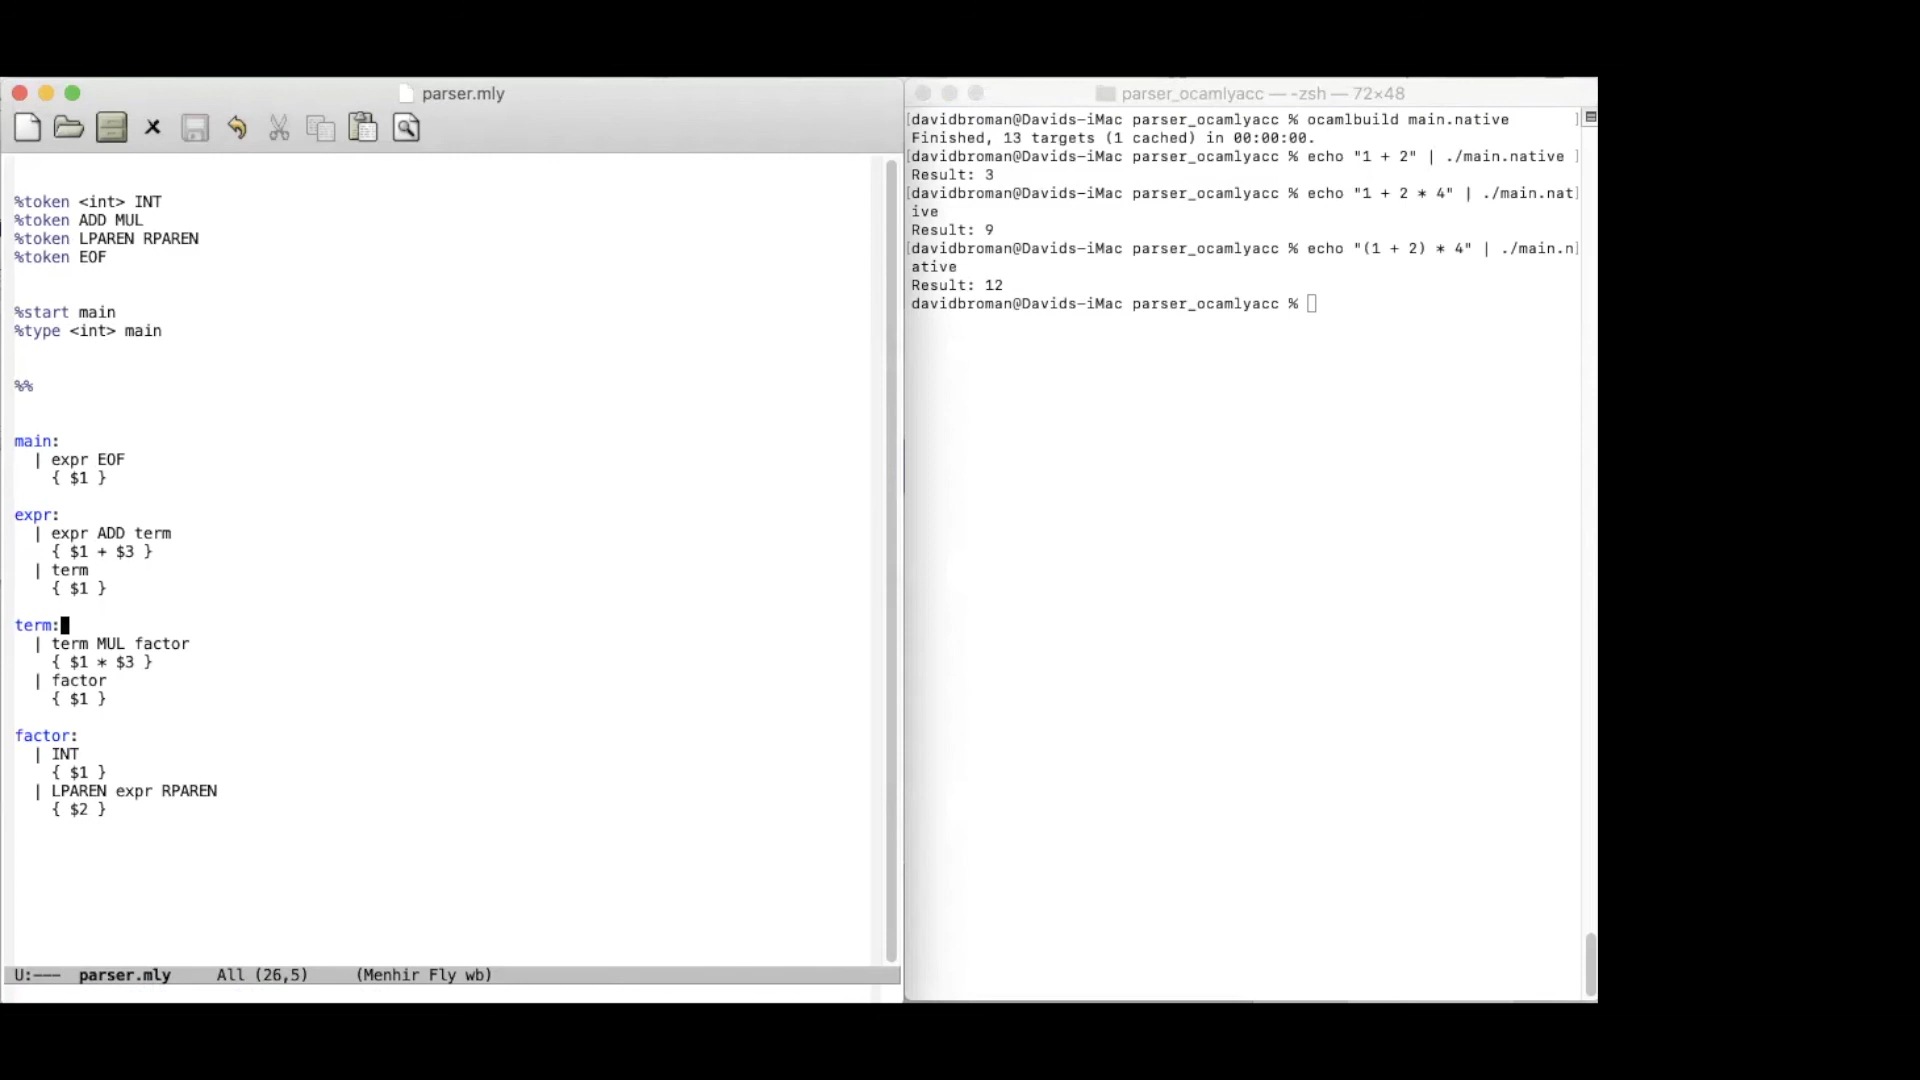 parser.mly
%token <int> INT
%token ADD MUL
%token LPAREN RPAREN
%token EOF
%start main
%type <int> main
%%
main:
| expr EOF
{ $1 }
expr:
| expr ADD term
{ $1 + $3 }
| term
{ $1 }
term:
| term MUL factor
{ $1 * $3 }
| factor
{ $1 }
factor:
| INT
{ $1 }
| LPAREN expr RPAREN
{ $2 }
U:--- parser.mly All (26,5) (Menhir Fly wb)
parser_ocamlyacc — -zsh — 72×48
[davidbroman@Davids-iMac parser_ocamlyacc % ocamlbuild main.native ]
Finished, 13 targets (1 cached) in 00:00:00.
[davidbroman@Davids-iMac parser_ocamlyacc % echo "1 + 2" | ./main.native ]
Result: 3
[davidbroman@Davids-iMac parser_ocamlyacc % echo "1 + 2 * 4" | ./main.nat]
ive
Result: 9
[davidbroman@Davids-iMac parser_ocamlyacc % echo "(1 + 2) * 4" | ./main.n]
ative
Result: 12
davidbroman@Davids-iMac parser_ocamlyacc %